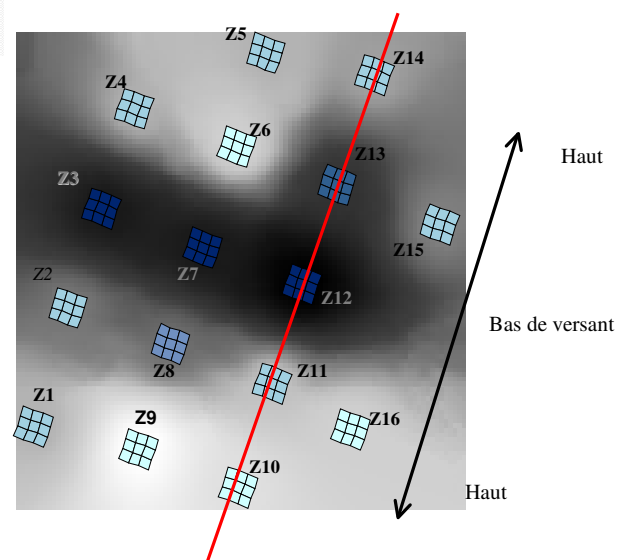 Z5
Z14
Z4
Z6
Z13
Haut
Z3
Z15
Z7
Z2
Z12
Bas de versant
Z8
Z11
Z1
Z9
Z16
Z10
Haut